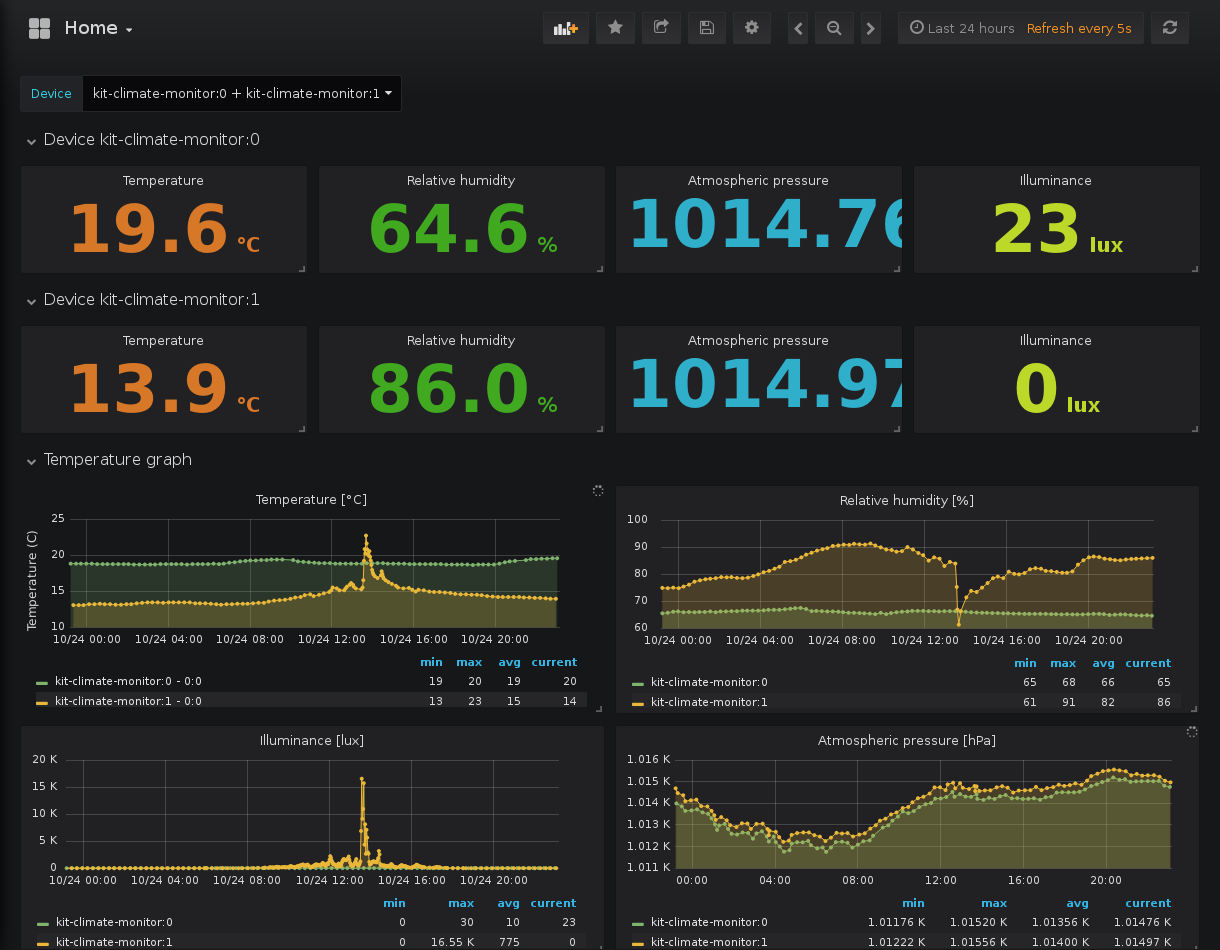 Home
Last 24 hours Refresh every 5s
Device kit-climate-monitor:0 + kit-climate-monitor:1
Device kit-climate-monitor:0
Temperature Relative humidity Atmospheric pressure Illuminance
19.6 °C 64.6 % 1014.76 23 lux
Device kit-climate-monitor:1
Temperature Relative humidity Atmospheric pressure Illuminance
13.9 °C 86.0 % 1014.97 0 lux
Temperature graph
Temperature [°C]
Temperature (C)
25
20
15
10
10/24 00:00 10/24 04:00 10/24 08:00 10/24 12:00 10/24 16:00 10/24 20:00
min max avg current
kit-climate-monitor:0 - 0:0 19 20 19 20
kit-climate-monitor:1 - 0:0 13 23 15 14
Relative humidity [%]
100
90
80
70
60
10/24 00:00 10/24 04:00 10/24 08:00 10/24 12:00 10/24 16:00 10/24 20:00
min max avg current
kit-climate-monitor:0 65 68 66 65
kit-climate-monitor:1 61 91 82 86
Illuminance [lux]
20 K
15 K
10 K
5 K
0
10/24 00:00 10/24 04:00 10/24 08:00 10/24 12:00 10/24 16:00 10/24 20:00
min max avg current
kit-climate-monitor:0 0 30 10 23
kit-climate-monitor:1 0 16.55 K 775 0
Atmospheric pressure [hPa]
1.016 K
1.015 K
1.014 K
1.013 K
1.012 K
1.011 K
00:00 04:00 08:00 12:00 16:00 20:00
min max avg current
kit-climate-monitor:0 1.01176 K 1.01520 K 1.01356 K 1.01476 K
kit-climate-monitor:1 1.01222 K 1.01556 K 1.01400 K 1.01497 K